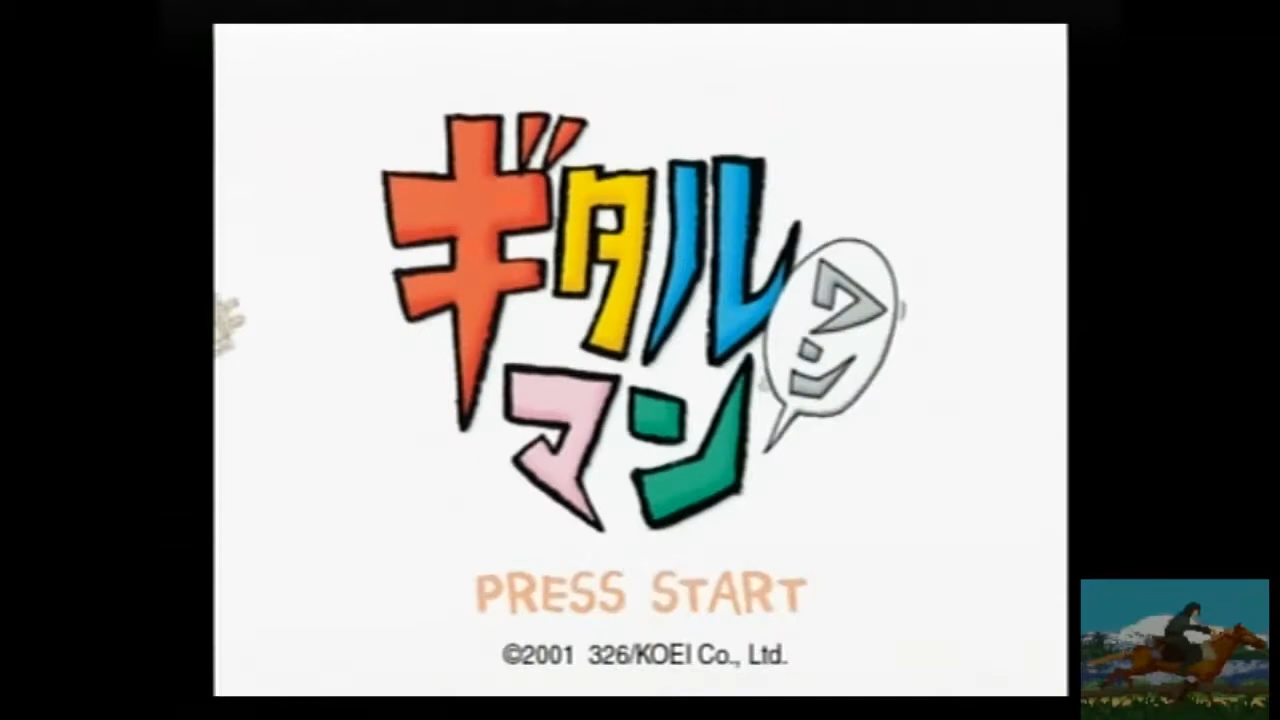 ギタル
マン
ワン
PRESS START
©2001 326/KOEI Co., Ltd.